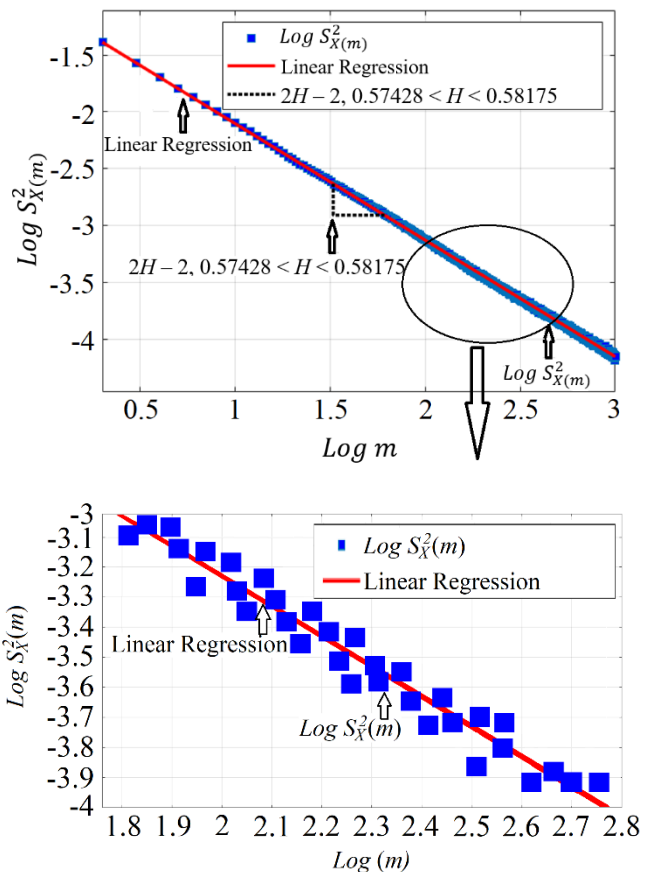 -1.5
-2
-2.5
-3
-3.5
-4
Log S²X(m)
Log S²X(m)
Linear Regression
2H − 2, 0.57428 < H < 0.58175
Linear Regression
2H − 2, 0.57428 < H < 0.58175
Log S²X(m)
0.5 1 1.5 2 2.5 3
Log m
-3
-3.1
-3.2
-3.3
-3.4
-3.5
-3.6
-3.7
-3.8
-3.9
-4
Log S²X(m)
Log S²X(m)
Linear Regression
Linear Regression
Log S²X(m)
1.8 1.9 2 2.1 2.2 2.3 2.4 2.5 2.6 2.7 2.8
Log (m)